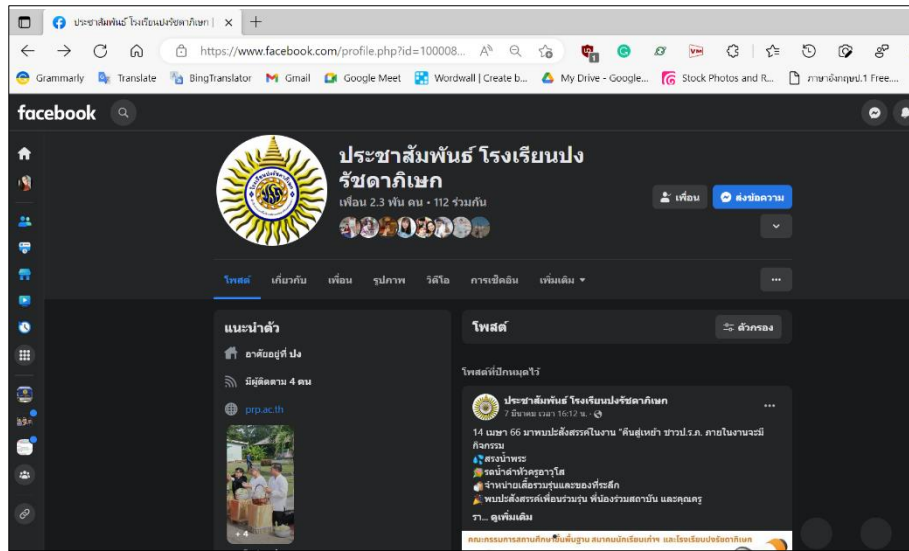 ประชาสัมพันธ์ โรงเรียนปงรัชดาภิเษก |
https://www.facebook.com/profile.php?id=100008...
Grammarly Translate BingTranslator Gmail Google Meet Wordwall | Create b... My Drive - Google... Stock Photos and R... ภาษาอังกฤษป.1 Free....
facebook
ประชาสัมพันธ์ โรงเรียนปง
รัชดาภิเษก
เพื่อน 2.3 พัน คน • 112 ร่วมกัน
เพื่อน
ส่งข้อความ
โพสต์ เกี่ยวกับ เพื่อน รูปภาพ วิดีโอ การเช็คอิน เพิ่มเติม
แนะนำตัว
อาศัยอยู่ที่ ปง
มีผู้ติดตาม 4 คน
prp.ac.th
+4
โพสต์
ตัวกรอง
โพสต์ที่ปักหมุดไว้
ประชาสัมพันธ์ โรงเรียนปงรัชดาภิเษก
7 มีนาคม เวลา 16:12 น. ·
14 เมษา 66 มาพบปะสังสรรค์ในงาน "คืนสู่เหย้า ชาวป.ร.ภ. ภายในงานจะมี
กิจกรรม
สรงน้ำพระ
รดน้ำดำหัวครูอาวุโส
จำหน่ายเสื้อรวมรุ่นและของที่ระลึก
พบปะสังสรรค์เพื่อนร่วมรุ่น พี่น้องร่วมสถาบัน และคุณครู
รา... ดูเพิ่มเติม
คณะกรรมการสถานศึกษาขั้นพื้นฐาน สมาคมนักเรียนเก่าฯ และโรงเรียนปงรัชดาภิเษก